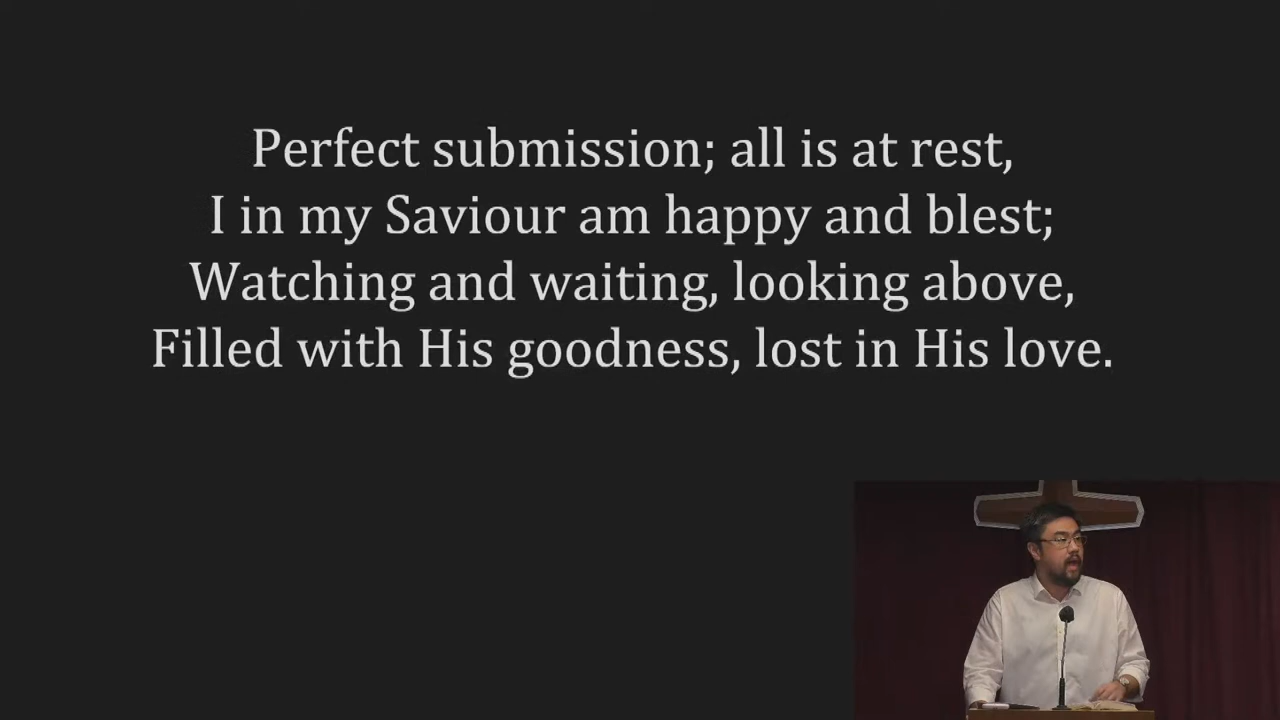 Perfect submission; all is at rest,
I in my Saviour am happy and blest;
Watching and waiting, looking above,
Filled with His goodness, lost in His love.